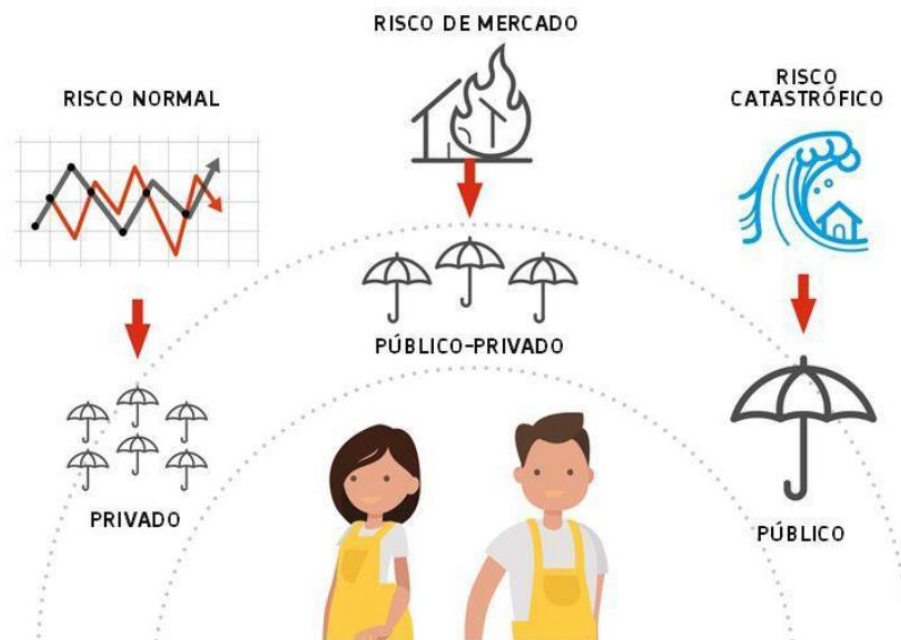 RISCO DE MERCADO
RISCO NORMAL
RISCO
CATASTRÓFICO
PÚBLICO-PRIVADO
PRIVADO
PÚBLICO